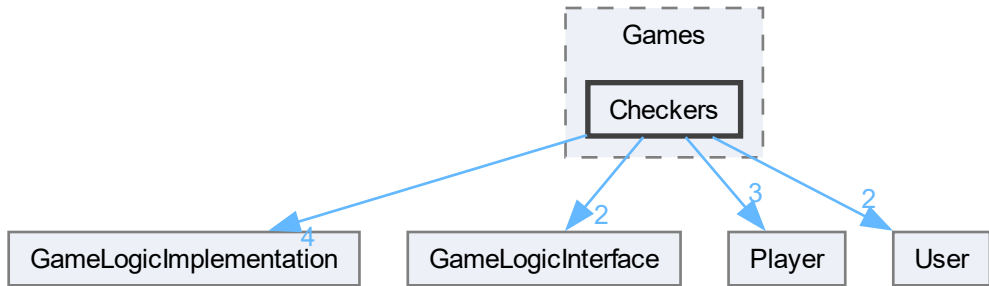 Games
Checkers
4
2
3
2
GameLogicImplementation
GameLogicInterface
Player
User